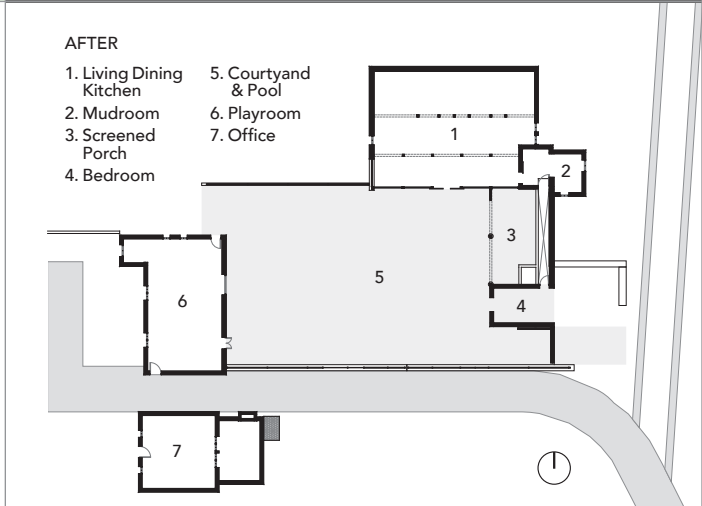 AFTER
1. Living Dining
Kitchen
2. Mudroom
3. Screened
Porch
4. Bedroom
5. Courtyand
& Pool
6. Playroom
7. Office
1
2
3
5
4
6
7